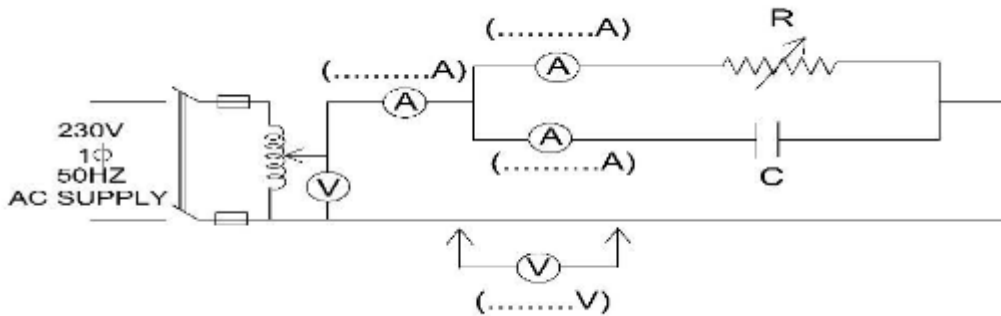 (..........A)
R
(..........A)
A
A
230V
1Φ
50HZ
AC SUPPLY
A
(..........A)
C
V
V
(.........V)